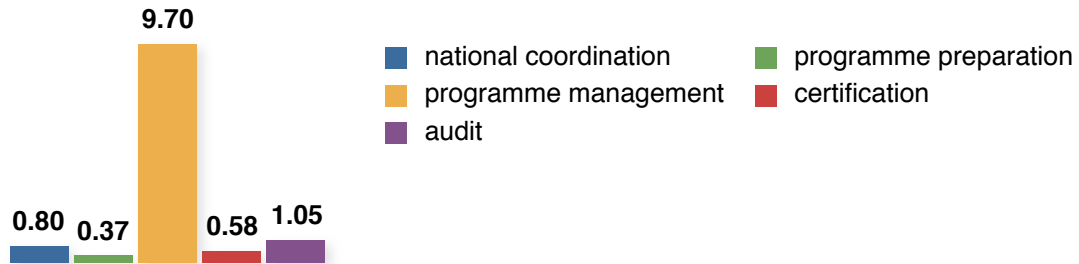 9.70
0.80 0.37 0.58 1.05
national coordination programme preparation
programme management certification
audit